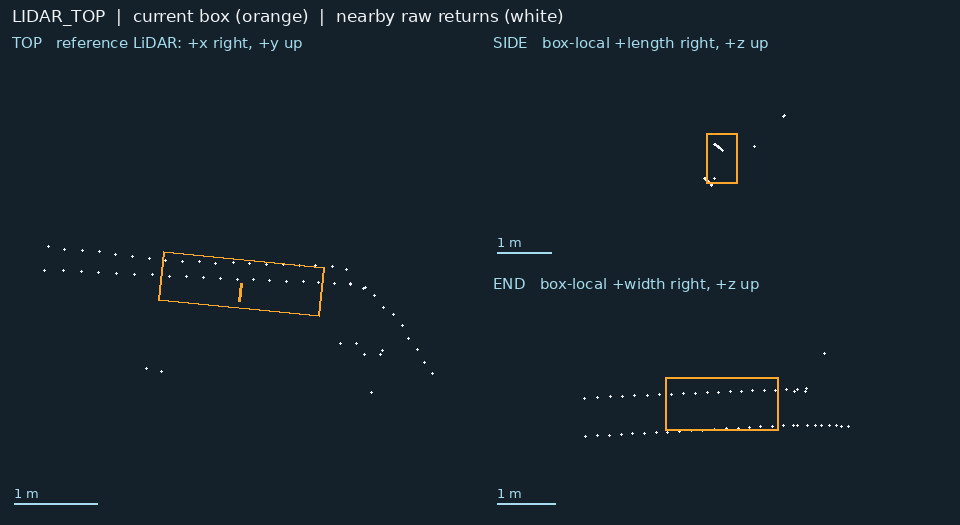 LIDAR_TOP | current box (orange) | nearby raw returns (white)
TOP reference LiDAR: +x right, +y up
SIDE box-local +length right, +z up
1 m
END box-local +width right, +z up
1 m
1 m